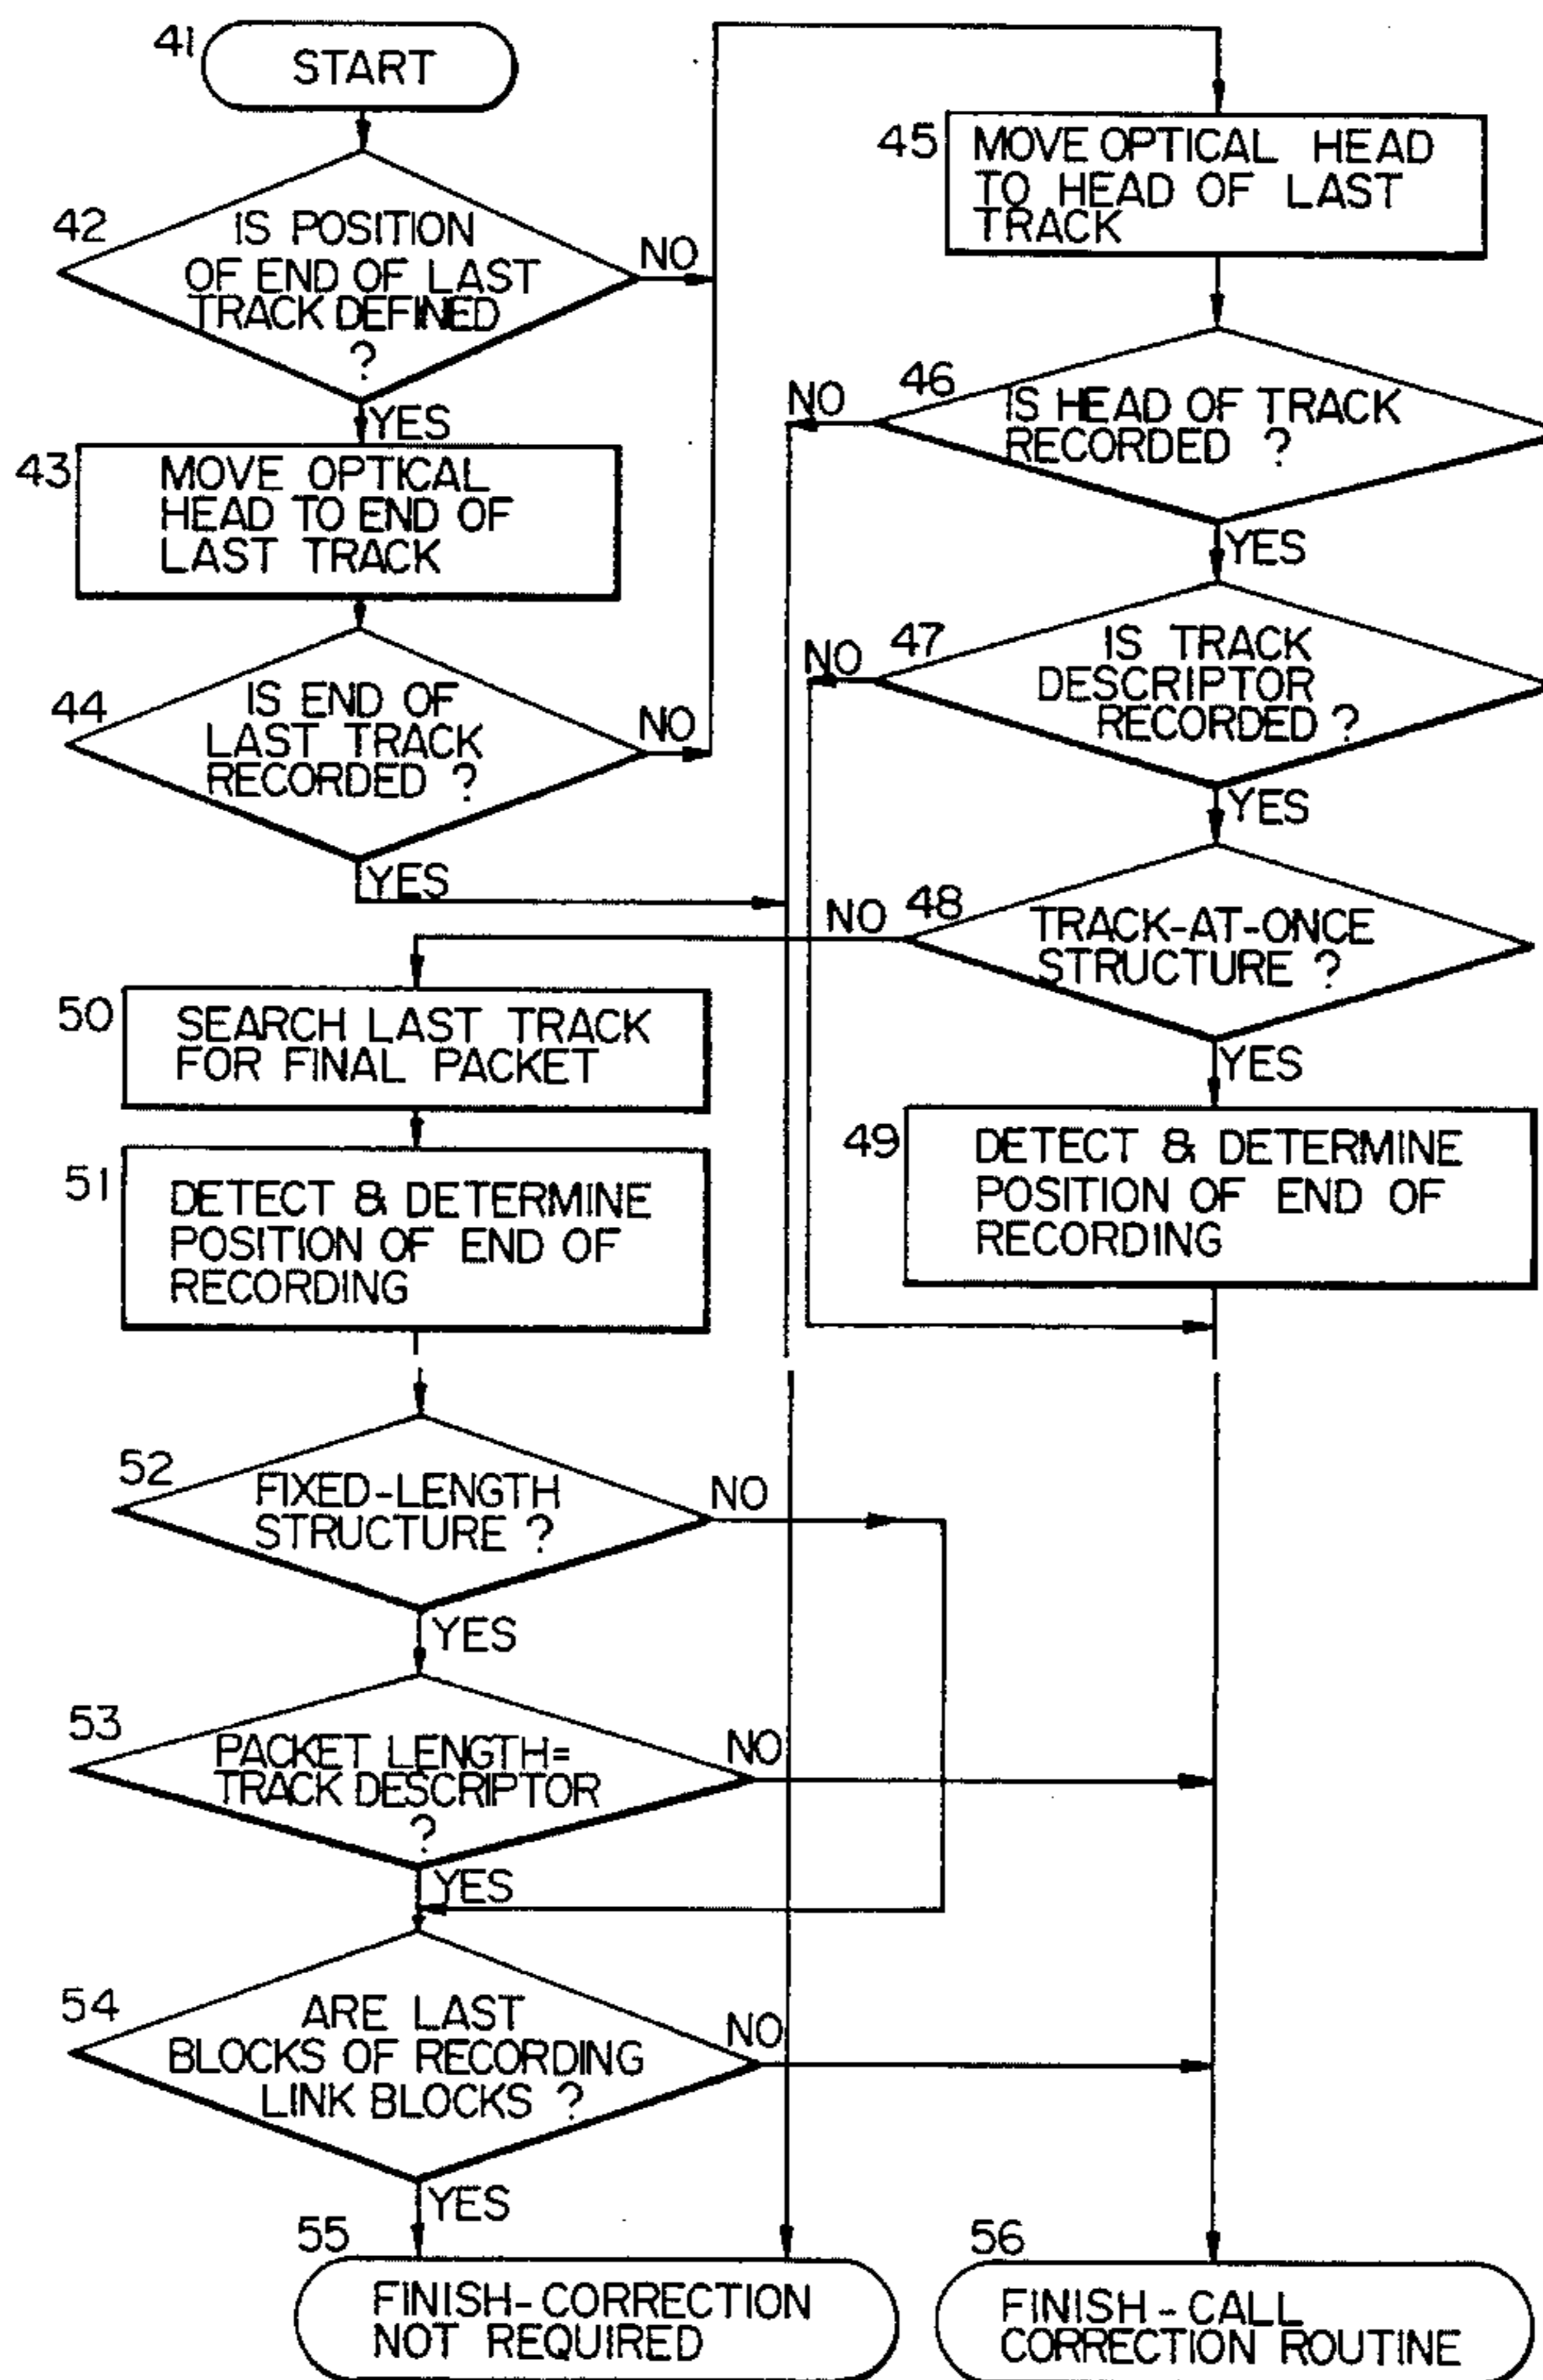 41
START
42
IS POSITION
OF END OF LAST
TRACK DEFINED
?
NO
YES
43
MOVE OPTICAL
HEAD TO END OF
LAST TRACK
44
IS END OF
LAST TRACK
RECORDED ?
NO
YES
45
MOVE OPTICAL HEAD
TO HEAD OF LAST
TRACK
46
NO
IS HEAD OF TRACK
RECORDED ?
YES
47
NO
IS TRACK
DESCRIPTOR
RECORDED ?
YES
48
NO
TRACK-AT-ONCE
STRUCTURE ?
YES
49
DETECT & DETERMINE
POSITION OF END OF
RECORDING
50
SEARCH LAST TRACK
FOR FINAL PACKET
51
DETECT & DETERMINE
POSITION OF END OF
RECORDING
52
FIXED-LENGTH
STRUCTURE ?
NO
YES
53
PACKET LENGTH=
TRACK DESCRIPTOR
?
NO
YES
54
ARE LAST
BLOCKS OF RECORDING
LINK BLOCKS ?
NO
YES
55
FINISH-CORRECTION
NOT REQUIRED
56
FINISH-CALL
CORRECTION ROUTINE